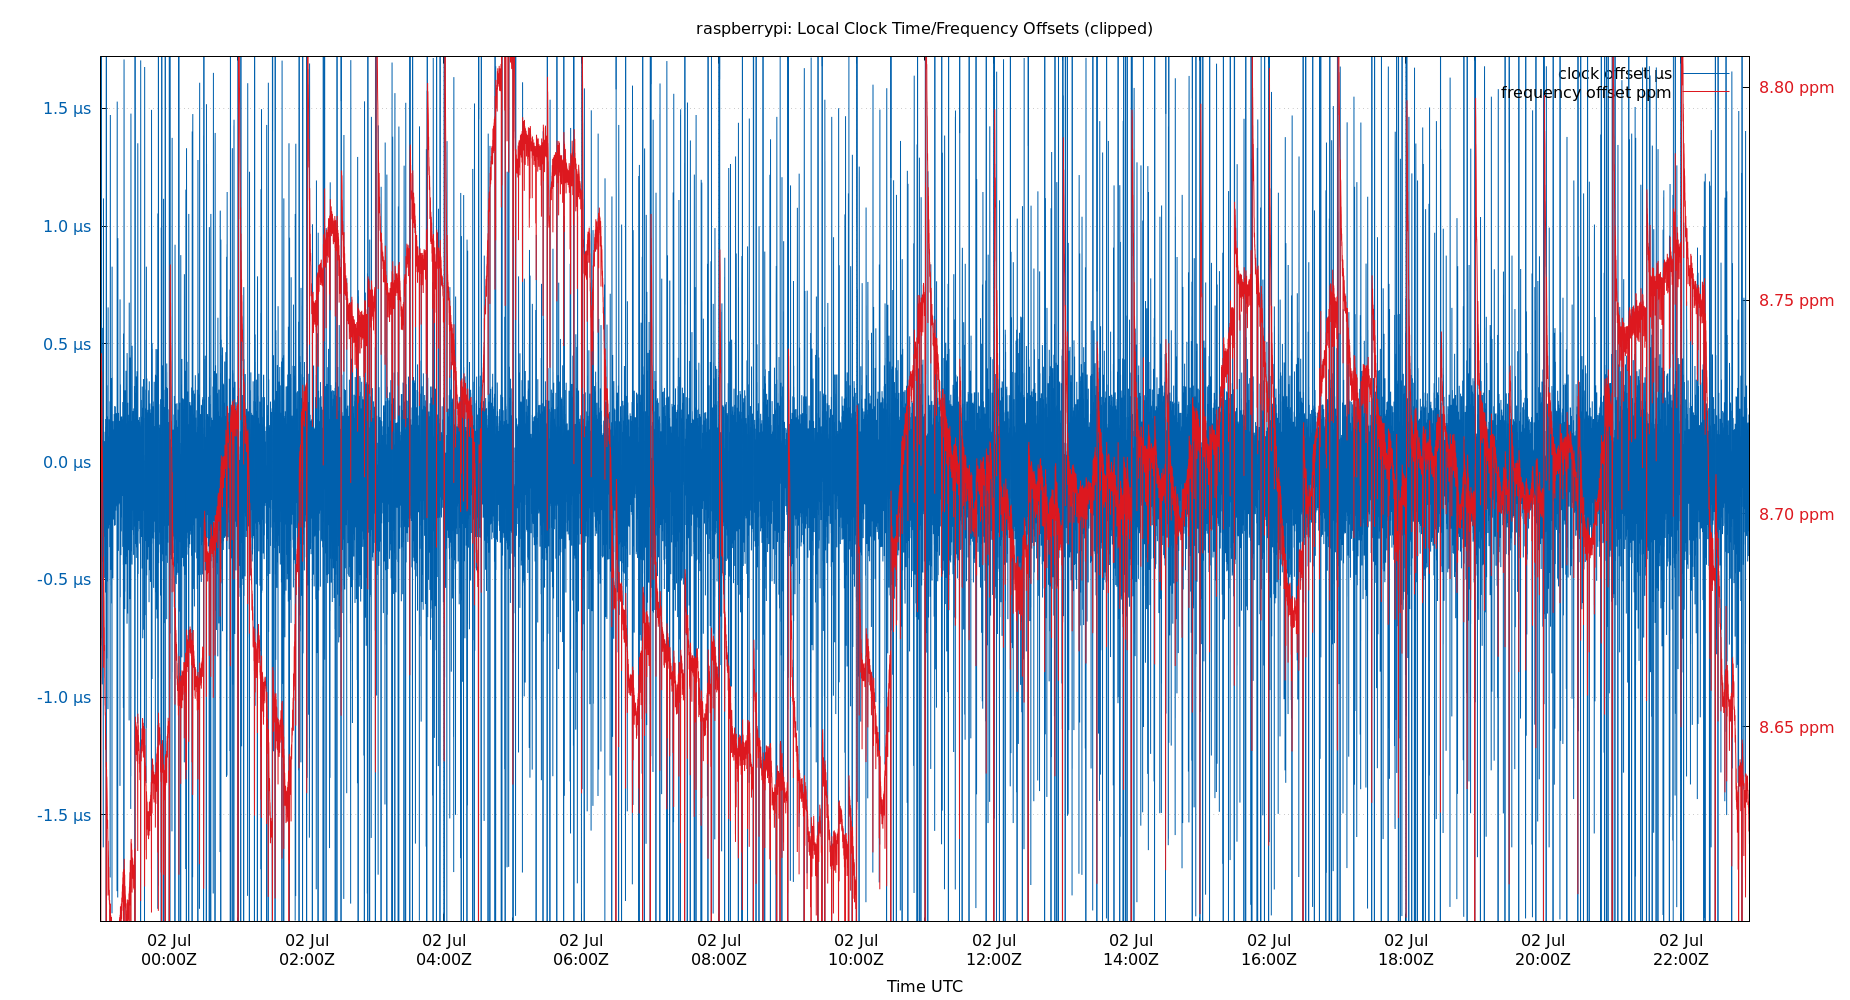 raspberrypi: Local Clock Time/Frequency Offsets (clipped)
clock offset µs
frequency offset ppm
1.5 µs
1.0 µs
0.5 µs
0.0 µs
-0.5 µs
-1.0 µs
-1.5 µs
8.80 ppm
8.75 ppm
8.70 ppm
8.65 ppm
02 Jul 02 Jul 02 Jul 02 Jul 02 Jul 02 Jul 02 Jul 02 Jul 02 Jul 02 Jul 02 Jul 02 Jul
00:00Z 02:00Z 04:00Z 06:00Z 08:00Z 10:00Z 12:00Z 14:00Z 16:00Z 18:00Z 20:00Z 22:00Z
Time UTC